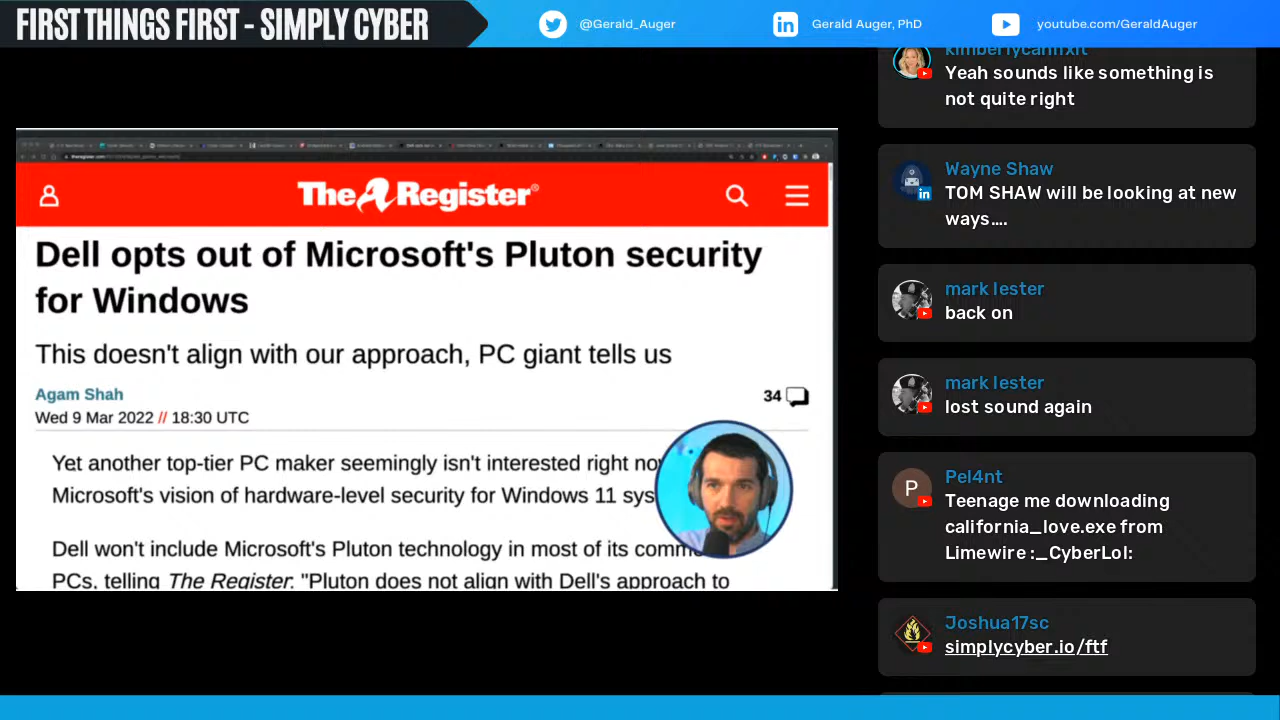 FIRST THINGS FIRST - SIMPLY CYBER
@Gerald_Auger
Gerald Auger, PhD
youtube.com/GeraldAuger
The Register®
Dell opts out of Microsoft's Pluton security
for Windows
This doesn't align with our approach, PC giant tells us
Agam Shah
34
Wed 9 Mar 2022 // 18:30 UTC
Yet another top-tier PC maker seemingly isn't interested right
Microsoft's vision of hardware-level security for Windows 11
Dell won't include Microsoft's Pluton technology in most of its
PCs, telling The Register: "Pluton does not align with Dell's approach to
kimberlycanfixit
Yeah sounds like something is
not quite right
Wayne Shaw
TOM SHAW will be looking at new
ways....
mark lester
back on
mark lester
lost sound again
P
Pel4nt
Teenage me downloading
california_love.exe from
Limewire :_CyberLol:
Joshua17sc
simplycyber.io/ftf